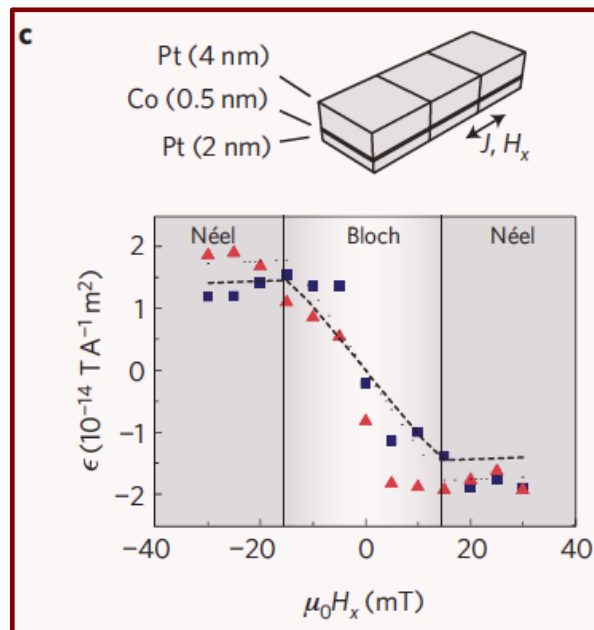 c
Pt (4 nm)
Co (0.5 nm)
Pt (2 nm)
J, Hx
Néel
Bloch
Néel
2
1
0
−1
−2
ϵ (10⁻¹⁴ T A⁻¹ m²)
−40
−20
0
20
40
μ₀Hx (mT)